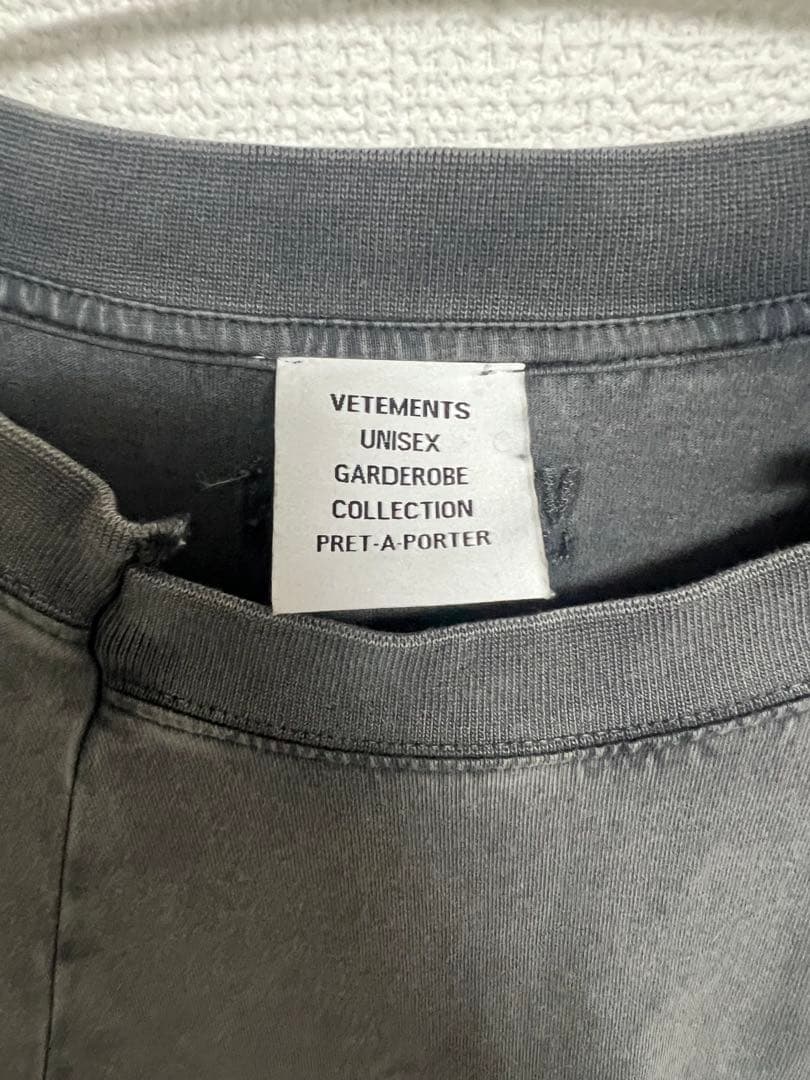 VETEMENTS
UNISEX
GARDEROBE
COLLECTION
PRET-A-PORTER